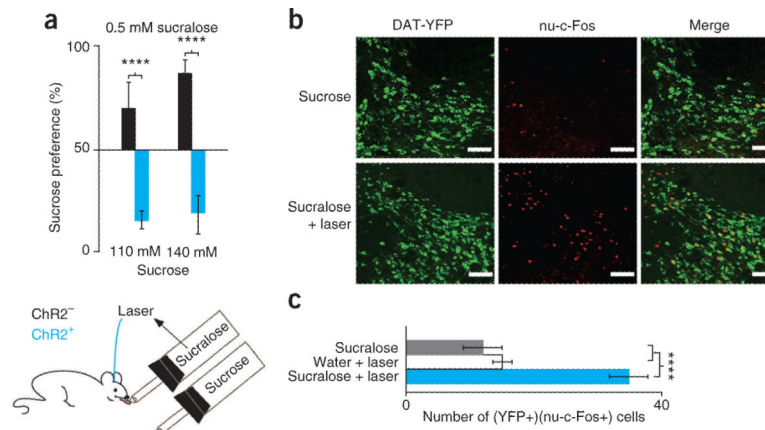 a
0.5 mM sucralose
****
****
100
50
0
Sucrose preference (%)
110 mM
140 mM
Sucrose
ChR2⁻
ChR2⁺
Laser
Sucralose
Sucrose
b
DAT-YFP
nu-c-Fos
Merge
Sucrose
Sucralose
+ laser
c
Sucralose
Water + laser
Sucralose + laser
****
0
40
Number of (YFP+)(nu-c-Fos+) cells